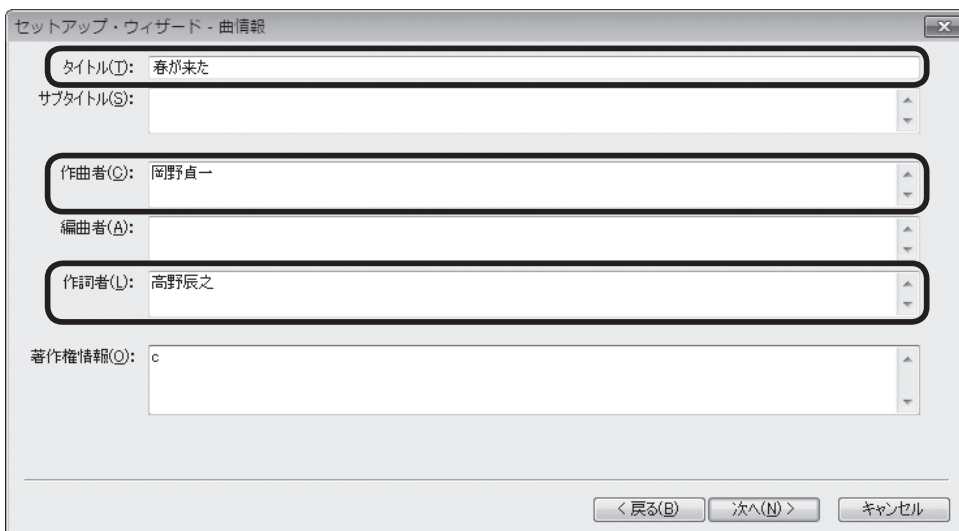 セットアップ・ウィザード - 曲情報
タイトル(T): 春が来た
サブタイトル(S):
作曲者(C): 岡野貞一
編曲者(A):
作詞者(L): 高野辰之
著作権情報(O): c
< 戻る(B) 次へ(N) > キャンセル